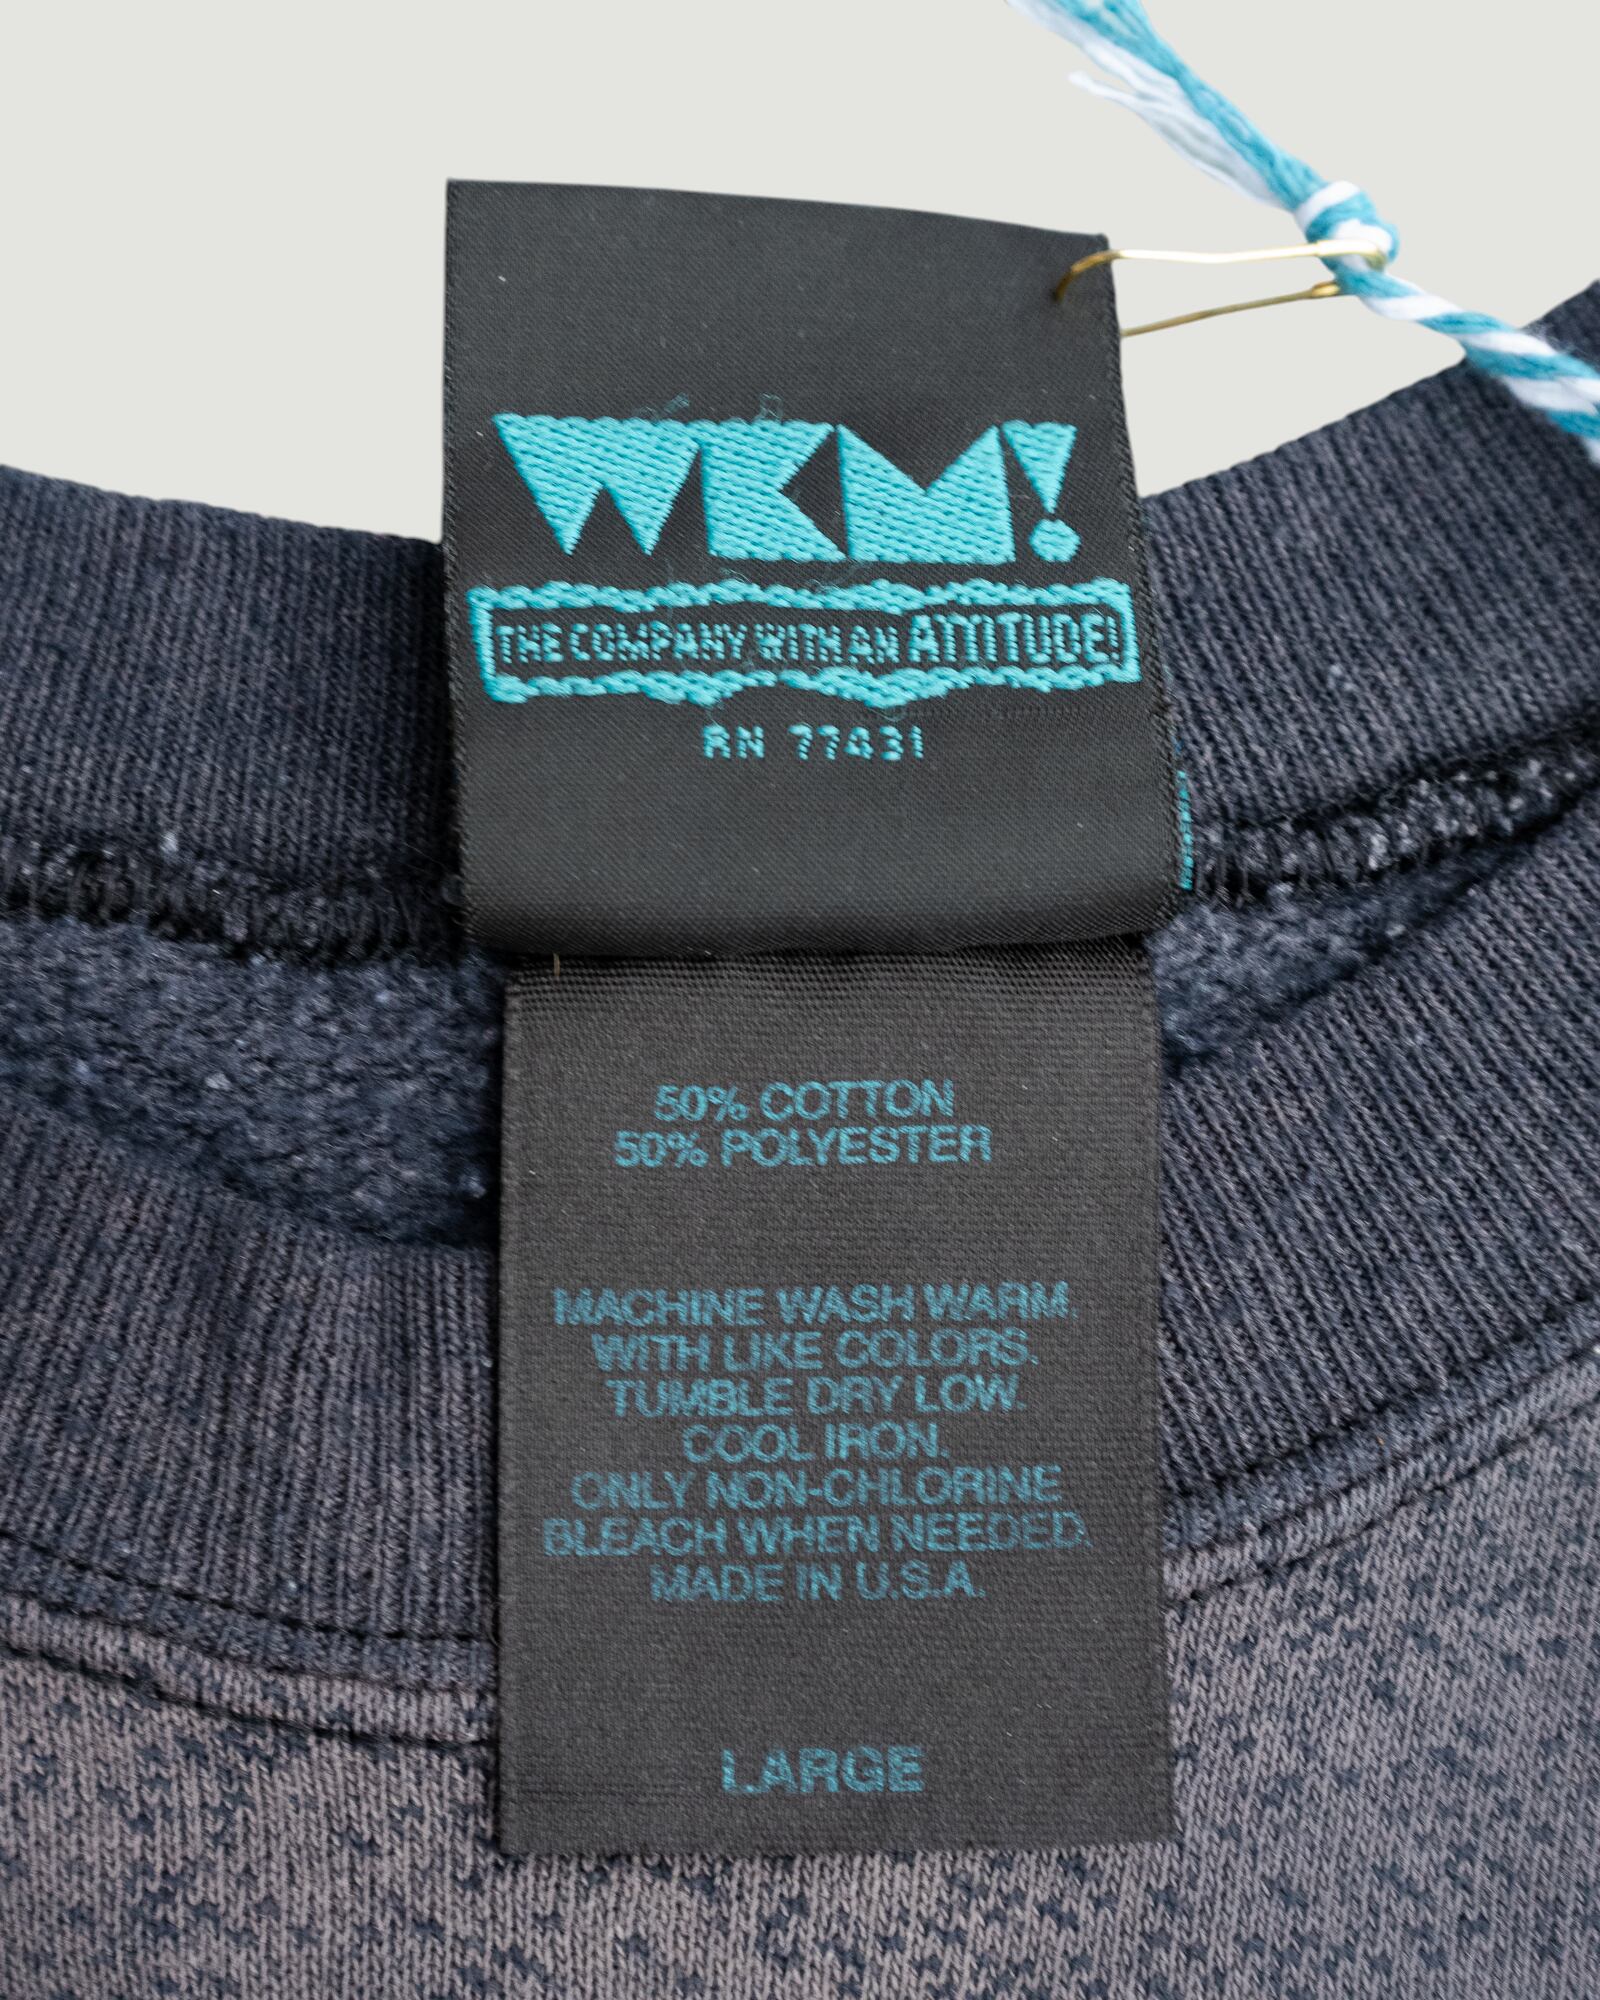 WKM!
THE COMPANY WITH AN ATTITUDE!
RN 77431
50% COTTON
50% POLYESTER
MACHINE WASH WARM.
WITH LIKE COLORS.
TUMBLE DRY LOW.
COOL IRON.
ONLY NON-CHLORINE
BLEACH WHEN NEEDED.
MADE IN U.S.A.
LARGE